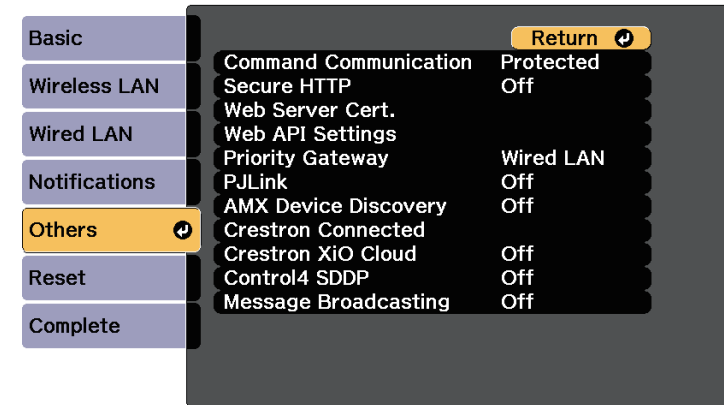 Basic
Wireless LAN
Wired LAN
Notifications
Others
Reset
Complete
Return
Command Communication Protected
Secure HTTP Off
Web Server Cert.
Web API Settings
Priority Gateway Wired LAN
PJLink Off
AMX Device Discovery Off
Crestron Connected
Crestron XiO Cloud Off
Control4 SDDP Off
Message Broadcasting Off